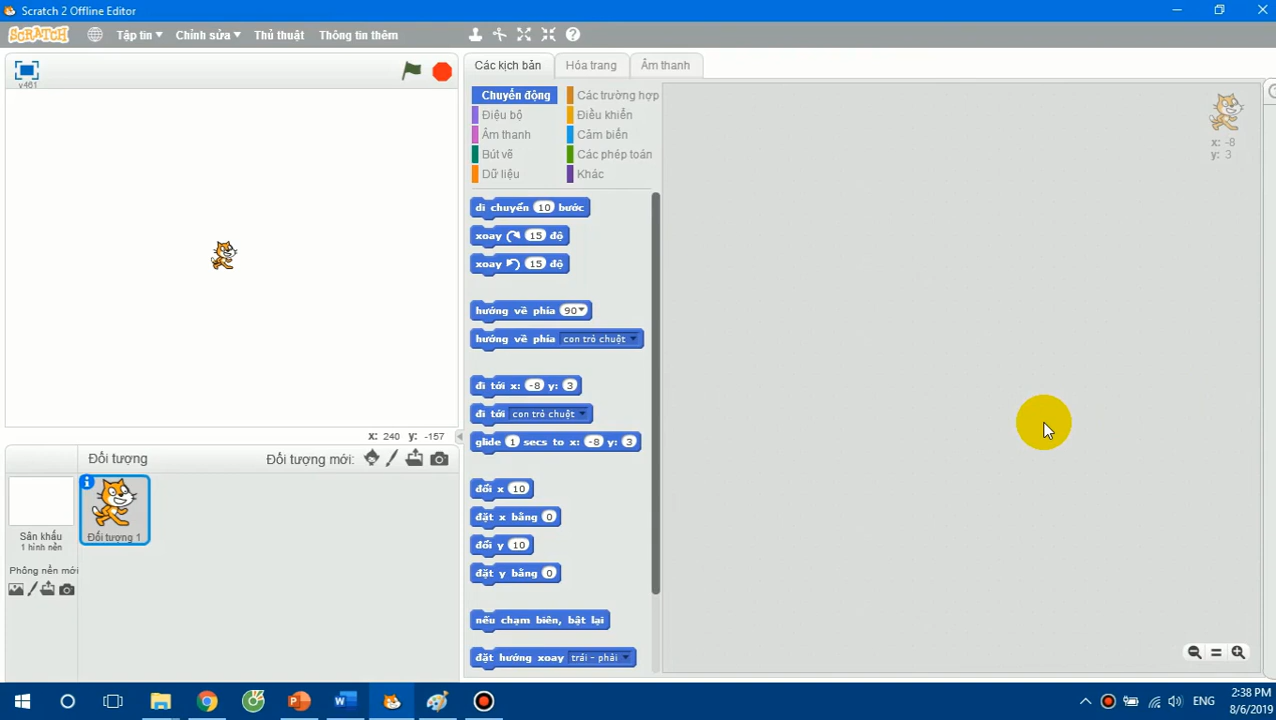 Scratch 2 Offline Editor
SCRATCH Tập tin Chỉnh sửa Thủ thuật Thông tin thêm
v461
Các kịch bản Hóa trang Âm thanh
Chuyển động Các trường hợp
Điệu bộ Điều khiển
Âm thanh Cảm biến
Bút vẽ Các phép toán
Dữ liệu Khác
x: -8
y: 3
di chuyển 10 bước
xoay 15 độ
xoay 15 độ
hướng về phía 90
hướng về phía con trỏ chuột
đi tới x: -8 y: 3
đi tới con trỏ chuột
glide 1 secs to x: -8 y: 3
đổi x 10
đặt x bằng 0
đổi y 10
đặt y bằng 0
nếu chạm biên, bật lại
đặt hướng xoay trái - phải
x: 240 y: -157
Đối tượng Đối tượng mới:
Sân khấu
1 hình nền
Đối tượng 1
Phông nền mới
ENG
2:38 PM
8/6/2019